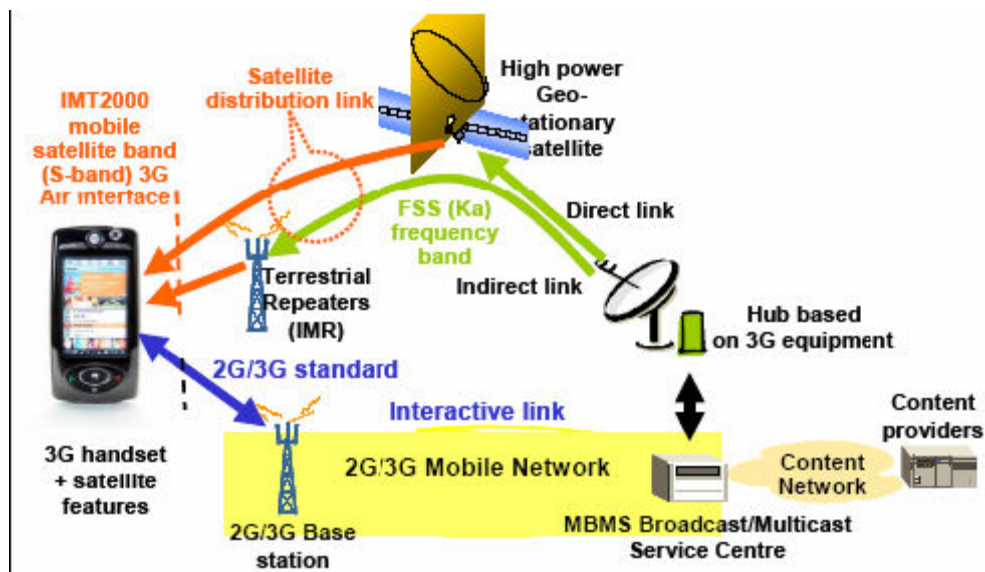 IMT2000
mobile
satellite band
(S-band) 3G
Air interface
Satellite
distribution link
High power
Geo-
stationary
satellite
FSS (Ka)
frequency
band
Direct link
Indirect link
Terrestrial
Repeaters
(IMR)
Hub based
on 3G equipment
2G/3G standard
Interactive link
Content
providers
3G handset
+ satellite
features
2G/3G Mobile Network
Content
Network
2G/3G Base
station
MBMS Broadcast/Multicast
Service Centre